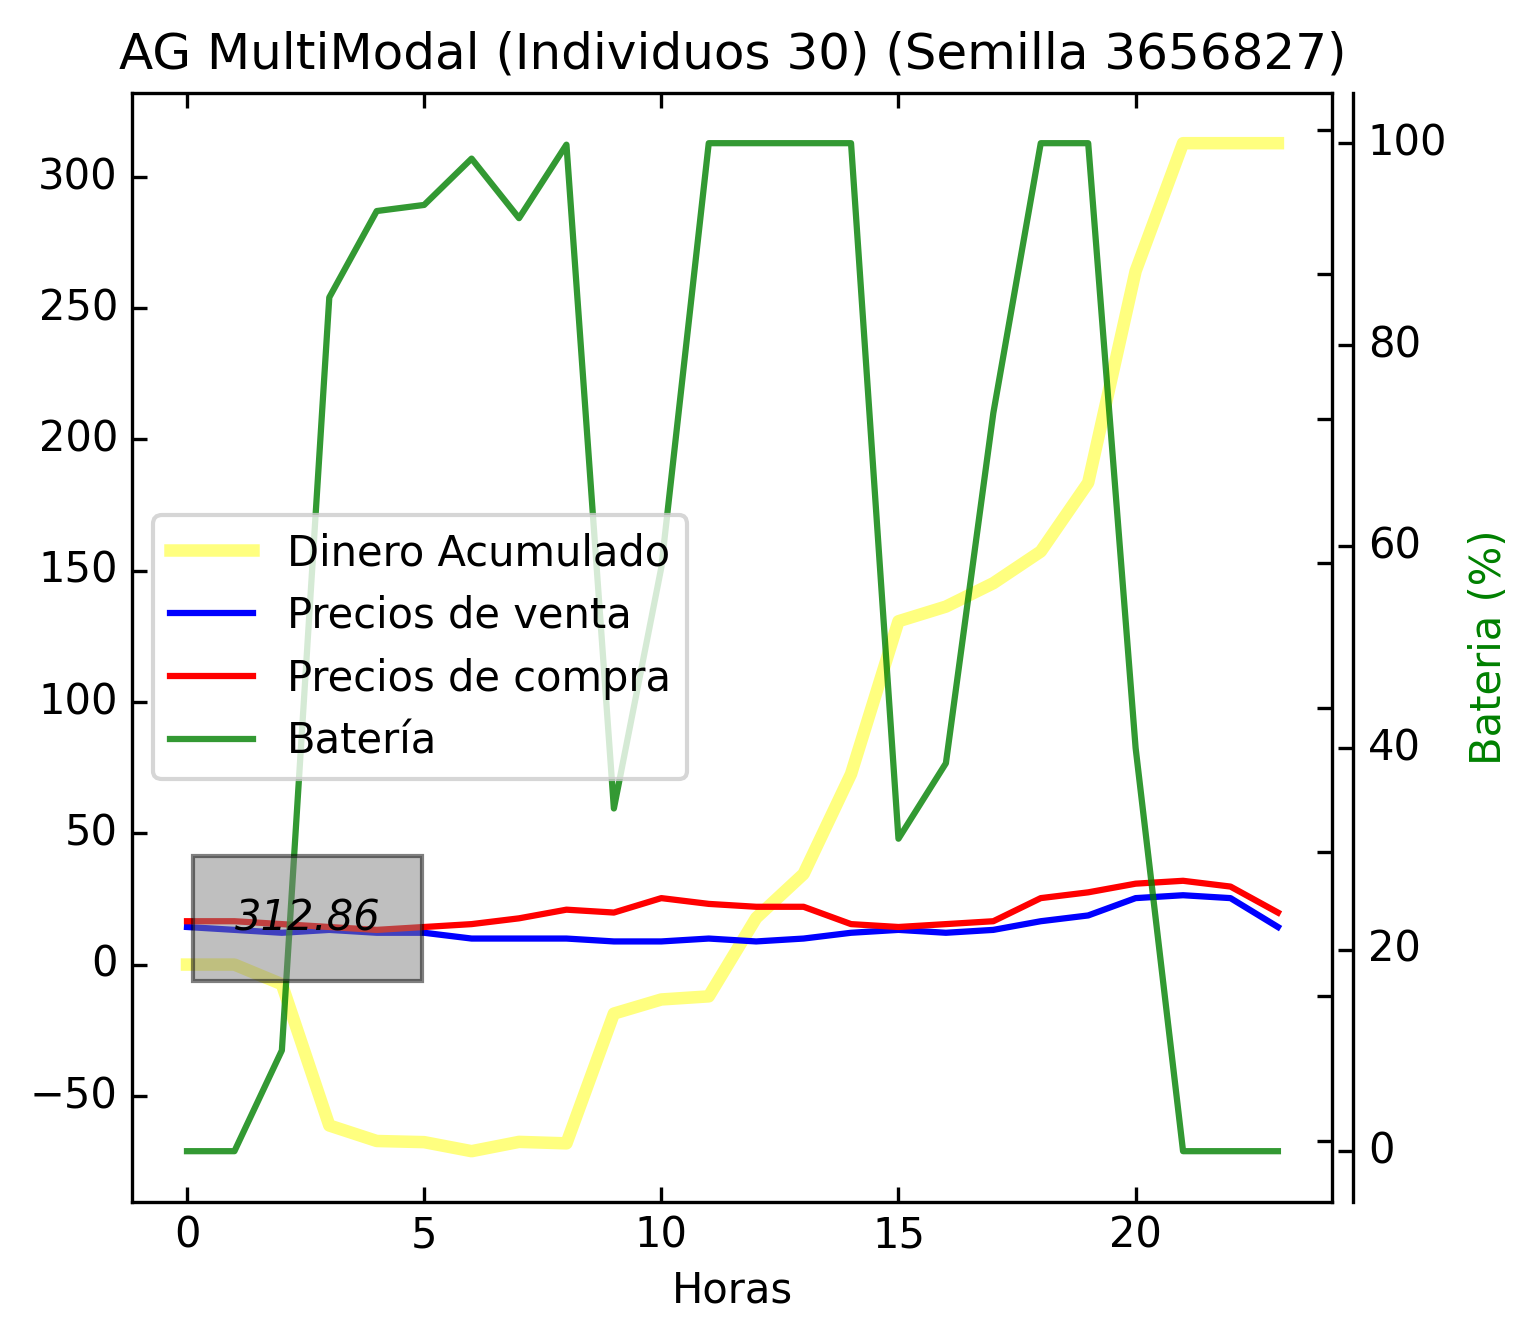 AG MultiModal (Individuos 30) (Semilla 3656827)
300
250
200
150
100
50
0
−50
Dinero Acumulado
Precios de venta
Precios de compra
Batería
312.86
100
80
60
40
20
0
Bateria (%)
0 5 10 15 20
Horas